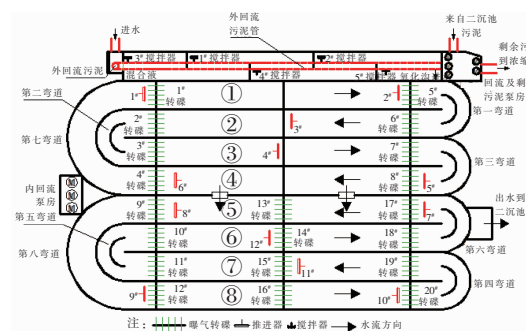 进水
外回流
污泥管
来自二沉池
污泥
剩余污
到浓缩
3#搅拌器
1#搅拌器
2#搅拌器
外回流污泥
混合液
4#搅拌器
5#搅拌器
氧化沟
回流及剩
污泥泵房
第二弯道
第一弯道
1#
1#
转碟
①
2#
5#
转碟
2#
转碟
②
3#
6#
转碟
第七弯道
3#
转碟
③
4#
7#
转碟
第三弯道
4#
转碟
6#
④
8#
转碟
5#
内回流
泵房
9#
转碟
8#
⑤
13#
转碟
17#
转碟
7#
出水到
二沉池
第五弯道
10#
转碟
⑥
12#
14#
转碟
18#
转碟
第六弯道
第八弯道
11#
转碟
⑦
15#
转碟
11#
19#
转碟
第四弯道
9#
12#
转碟
⑧
16#
转碟
10#
20#
转碟
注：
曝气转碟
推进器
搅拌器
水流方向